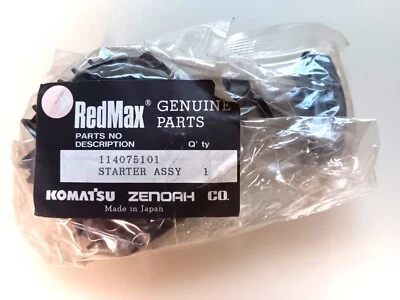 RedMax® GENUINE PARTS
PARTS NO
DESCRIPTION Q'ty
114075101
STARTER ASSY 1
KOMATSU ZENOAH CO.
Made in Japan